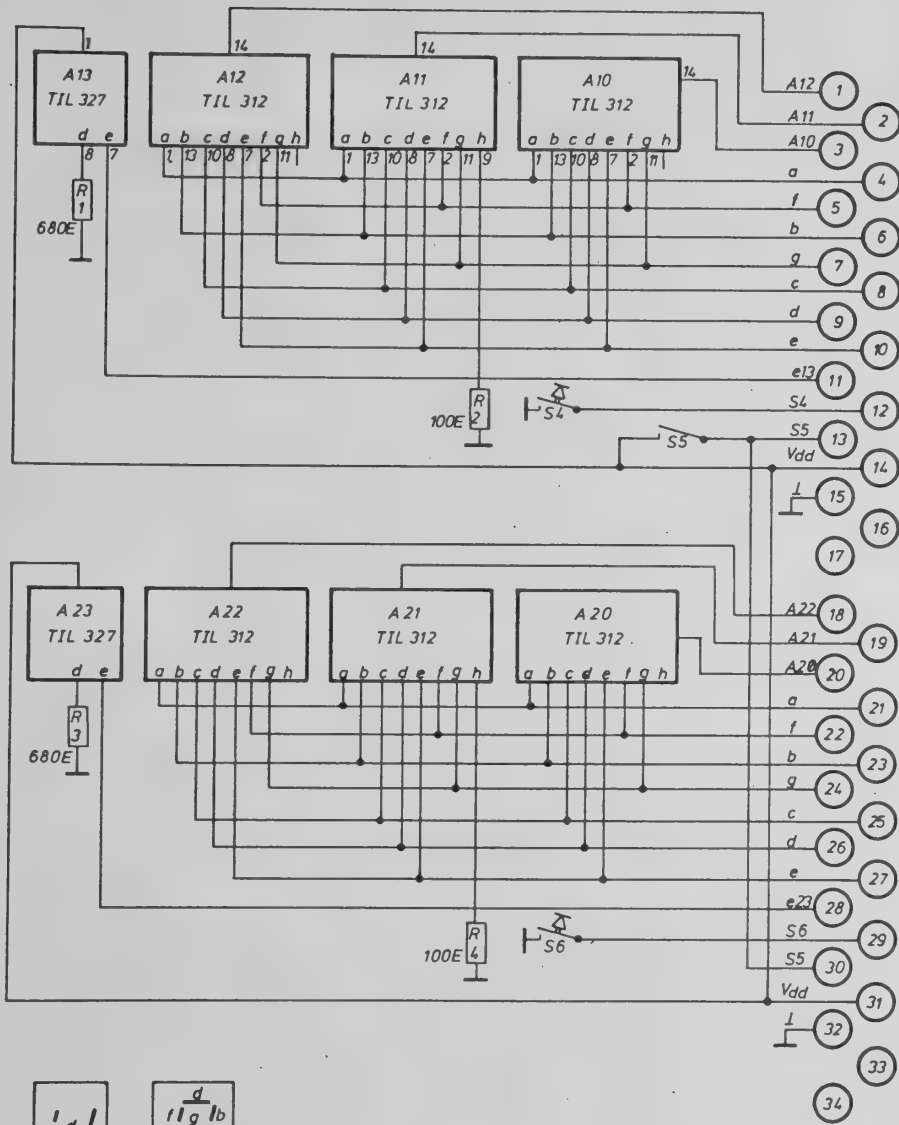 1
14
14
A13
TIL 327
A12
TIL 312
A11
TIL 312
A10
TIL 312
14
A12
1
A11
2
A10
3
d e
a b c d e f g h
a b c d e f g h
a b c d e f g h
8 7
1 13 10 8 7 2 11
1 13 10 8 7 2 11 9
1 13 10 8 7 2 11
a
4
R
1
680E
f
5
b
6
g
7
c
8
d
9
e
10
e13
11
R
2
100E
S4
S4
12
S5
S5
13
Vdd
14
⊥
15
16
17
A23
TIL 327
A22
TIL 312
A21
TIL 312
A20
TIL 312
A22
18
A21
19
A20
20
d e
a b c d e f g h
a b c d e f g h
a b c d e f g h
a
21
R
3
680E
f
22
b
23
g
24
c
25
d
26
e
27
e23
28
R
4
100E
S6
S6
29
S5
30
Vdd
31
⊥
32
33
34
d
d
f g b